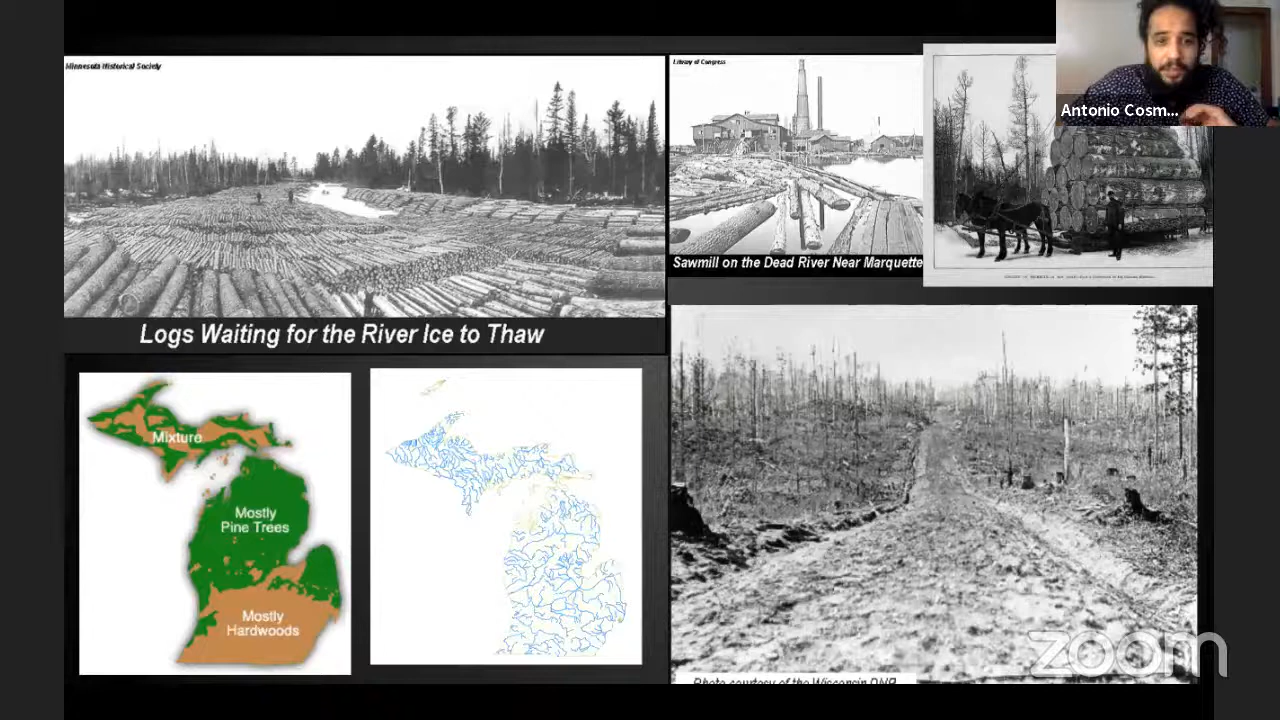 Minnesota Historical Society
Library of Congress
Antonio Cosm...
Sawmill on the Dead River Near Marquette
Logs Waiting for the River Ice to Thaw
Mixture
Mostly
Pine Trees
Mostly
Hardwoods
Photo courtesy of the Wisconsin DNR
zoom